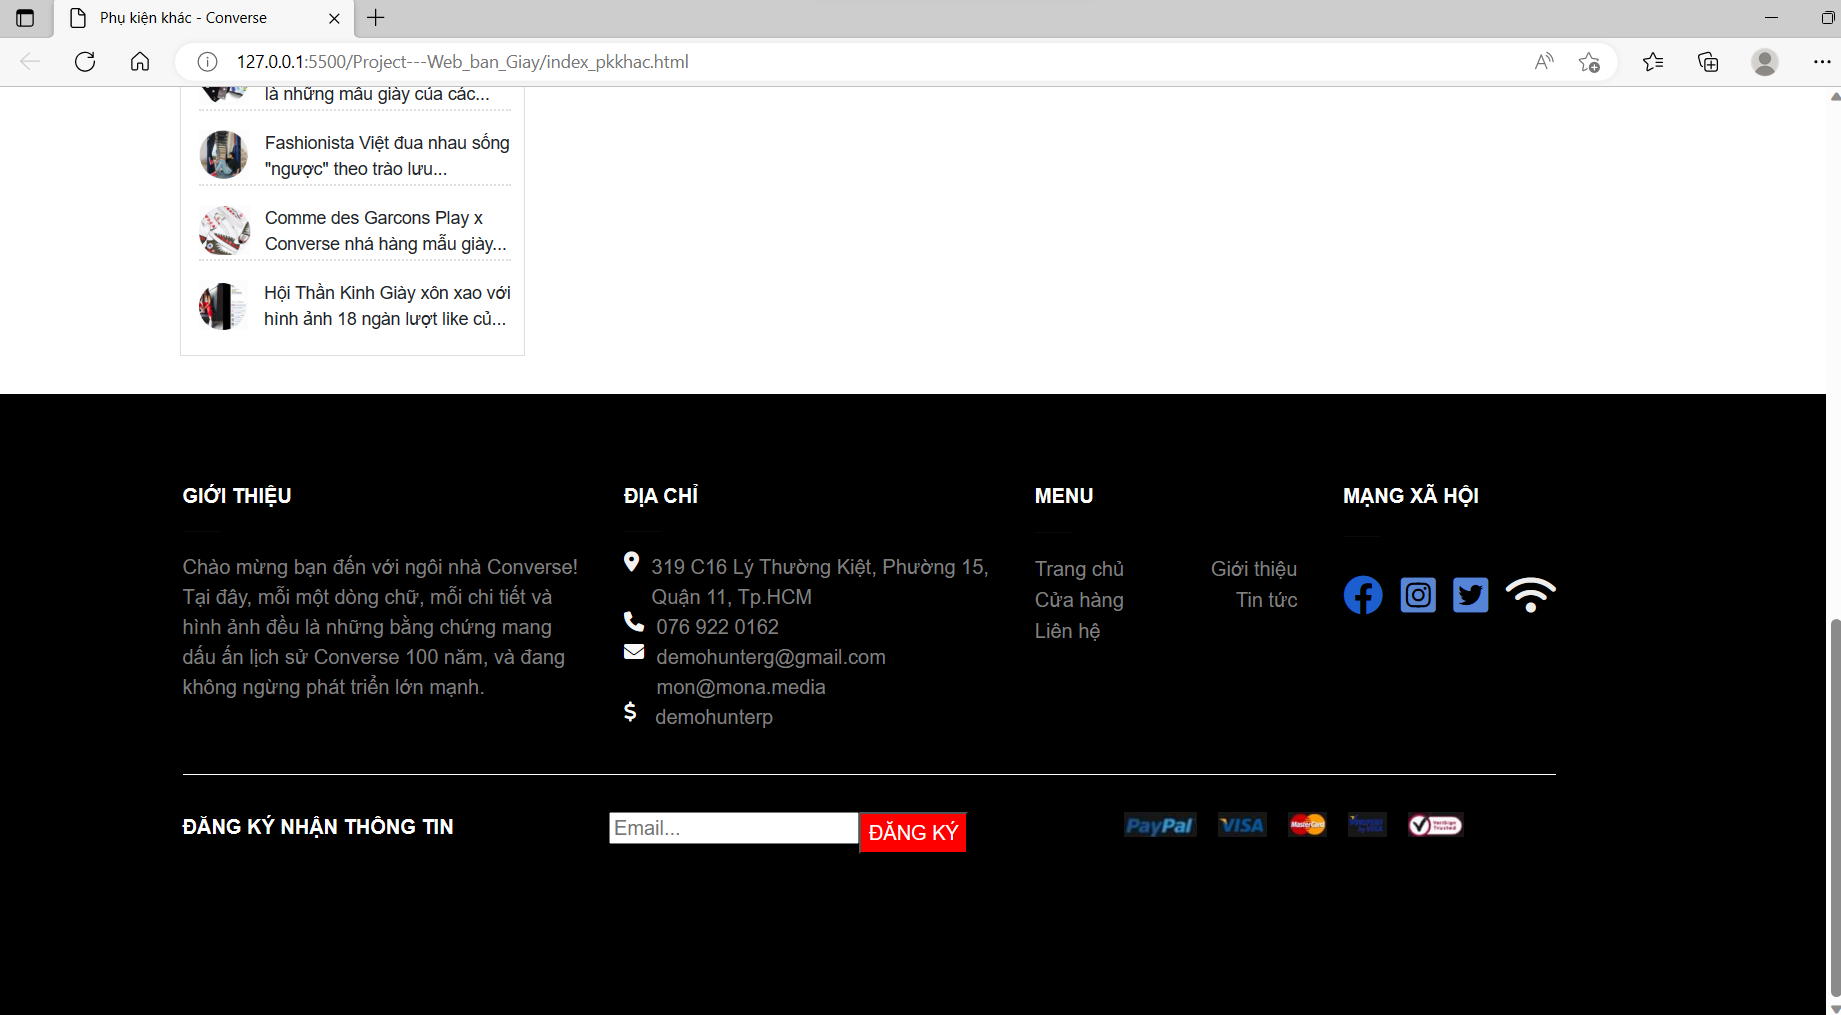 Phụ kiện khác - Converse
127.0.0.1:5500/Project---Web_ban_Giay/index_pkkhac.html
là những mẫu giày của các...
Fashionista Việt đua nhau sống
"ngược" theo trào lưu...
Comme des Garcons Play x
Converse nhá hàng mẫu giày...
Hội Thần Kinh Giày xôn xao với
hình ảnh 18 ngàn lượt like củ...
GIỚI THIỆU
Chào mừng bạn đến với ngôi nhà Converse!
Tại đây, mỗi một dòng chữ, mỗi chi tiết và
hình ảnh đều là những bằng chứng mang
dấu ấn lịch sử Converse 100 năm, và đang
không ngừng phát triển lớn mạnh.
ĐỊA CHỈ
319 C16 Lý Thường Kiệt, Phường 15,
Quận 11, Tp.HCM
076 922 0162
demohunterg@gmail.com
mon@mona.media
demohunterp
MENU
Trang chủ Giới thiệu
Cửa hàng Tin tức
Liên hệ
MẠNG XÃ HỘI
ĐĂNG KÝ NHẬN THÔNG TIN
Email...
ĐĂNG KÝ
PayPal
VISA
MasterCard
VeriSign
Trusted